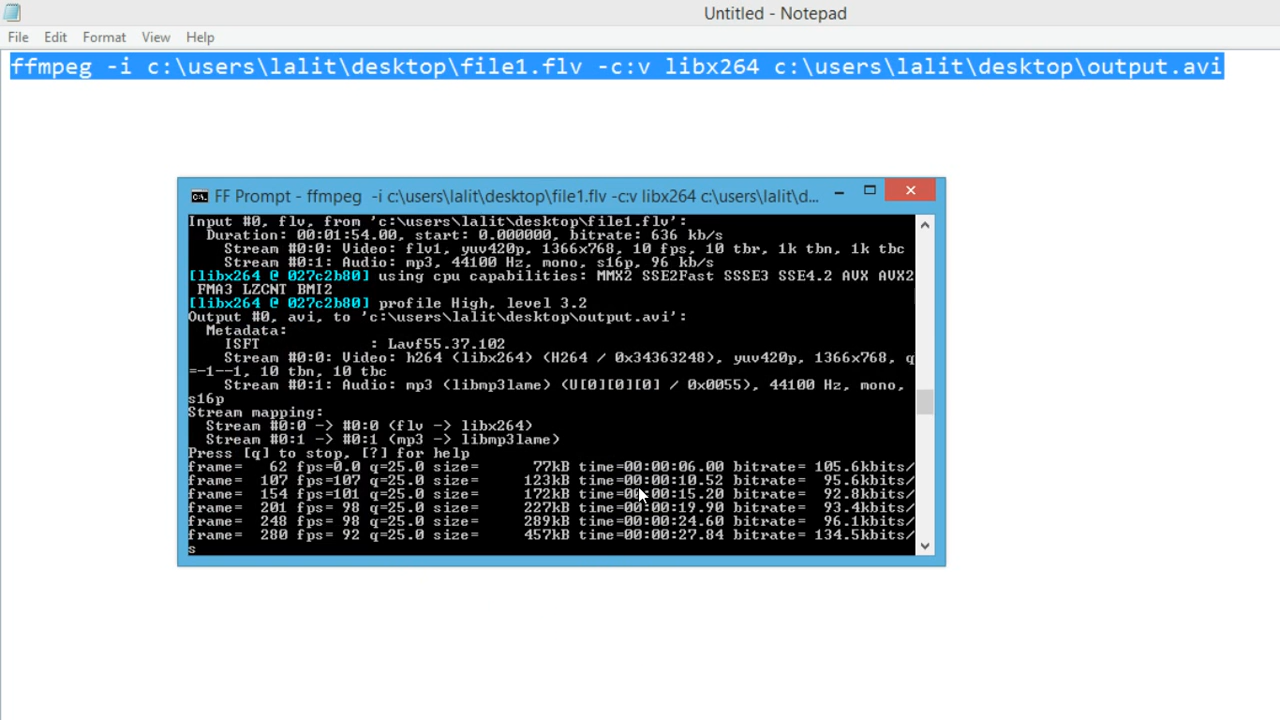 Untitled - Notepad
File Edit Format View Help
ffmpeg -i c:\users\lalit\desktop\file1.flv -c:v libx264 c:\users\lalit\desktop\output.avi
FF Prompt - ffmpeg -i c:\users\lalit\desktop\file1.flv -c:v libx264 c:\users\lalit\d...
Input #0, flv, from 'c:\users\lalit\desktop\file1.flv':
Duration: 00:01:54.00, start: 0.000000, bitrate: 636 kb/s
Stream #0:0: Video: flv1, yuv420p, 1366x768, 10 fps, 10 tbr, 1k tbn, 1k tbc
Stream #0:1: Audio: mp3, 44100 Hz, mono, s16p, 96 kb/s
[libx264 @ 027c2b80] using cpu capabilities: MMX2 SSE2Fast SSSE3 SSE4.2 AVX AVX2
FMA3 LZCNT BMI2
[libx264 @ 027c2b80] profile High, level 3.2
Output #0, avi, to 'c:\users\lalit\desktop\output.avi':
Metadata:
ISFT : Lavf55.37.102
Stream #0:0: Video: h264 (libx264) (H264 / 0x34363248), yuv420p, 1366x768, q
=-1--1, 10 tbn, 10 tbc
Stream #0:1: Audio: mp3 (libmp3lame) (U[0][0][0] / 0x0055), 44100 Hz, mono,
s16p
Stream mapping:
Stream #0:0 -> #0:0 (flv -> libx264)
Stream #0:1 -> #0:1 (mp3 -> libmp3lame)
Press [q] to stop, [?] for help
frame= 62 fps=0.0 q=25.0 size= 77kB time=00:00:06.00 bitrate= 105.6kbits/
frame= 107 fps=107 q=25.0 size= 123kB time=00:00:10.52 bitrate= 95.6kbits/
frame= 154 fps=101 q=25.0 size= 172kB time=00:00:15.20 bitrate= 92.8kbits/
frame= 201 fps= 98 q=25.0 size= 227kB time=00:00:19.90 bitrate= 93.4kbits/
frame= 248 fps= 98 q=25.0 size= 289kB time=00:00:24.60 bitrate= 96.1kbits/
frame= 280 fps= 92 q=25.0 size= 457kB time=00:00:27.84 bitrate= 134.5kbits/
s